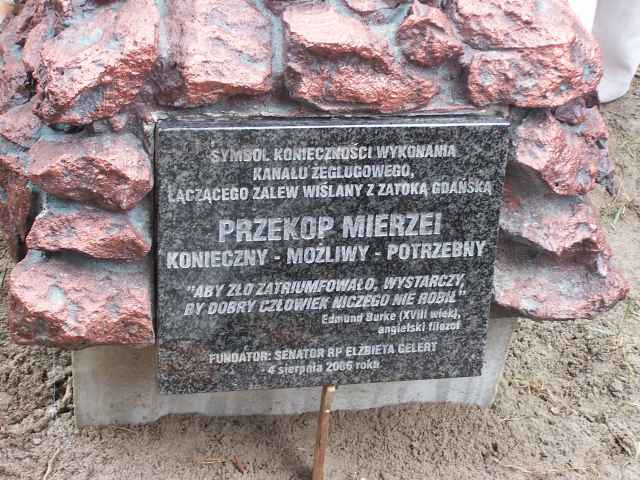 SYMBOL KONIECZNOŚCI WYKONANIA
KANAŁU ŻEGLUGOWEGO,
ŁĄCZĄCEGO ZALEW WIŚLANY Z ZATOKĄ GDAŃSKĄ
PRZEKOP MIERZEI
KONIECZNY - MOŻLIWY - POTRZEBNY
"ABY ZŁO ZATRIUMFOWAŁO, WYSTARCZY,
BY DOBRY CZŁOWIEK NICZEGO NIE ROBIŁ"
Edmund Burke (XVIII wiek),
angielski filozof
FUNDATOR: SENATOR RP ELŻBIETA GELERT
4 sierpnia 2006 roku